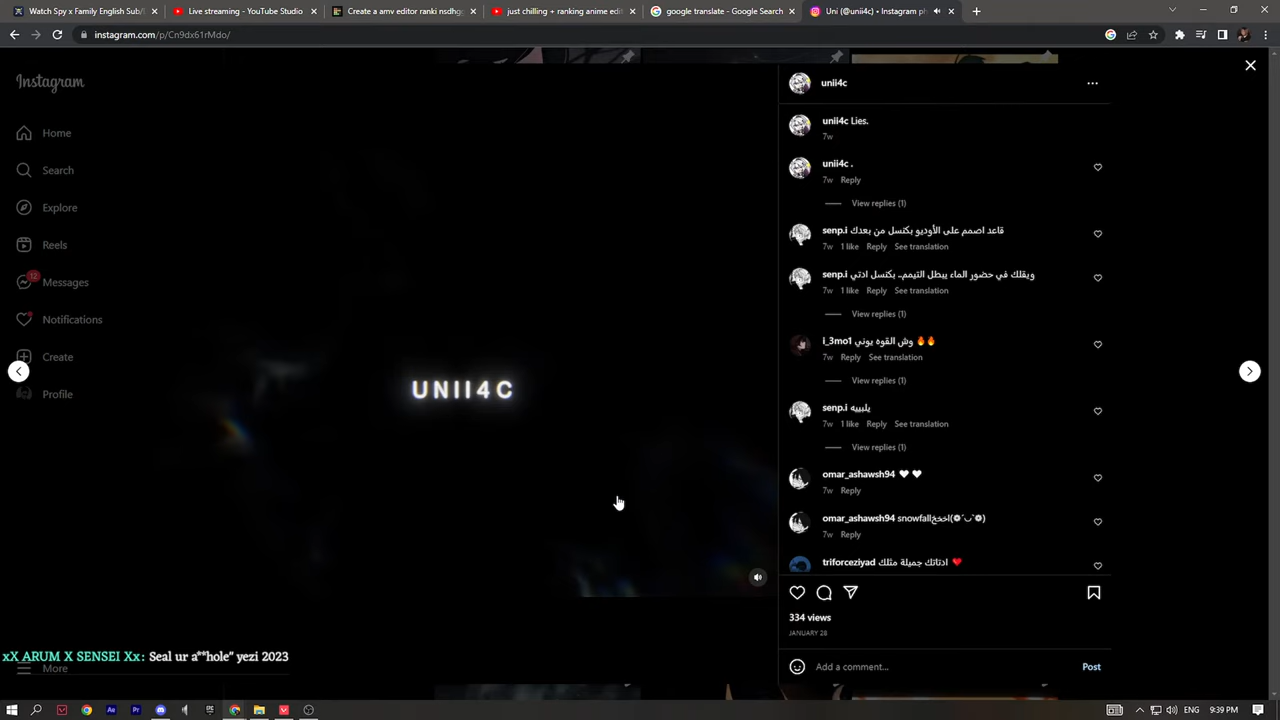 Watch Spy x Family English Sub/
Live streaming - YouTube Studio
Create a amv editor ranki nsdhg
just chilling + ranking anime edit
google translate - Google Search
Uni (@unii4c) • Instagram ph
instagram.com/p/Cn9dx61rMdo/
Instagram
Home
Search
Explore
Reels
12
Messages
Notifications
Create
Profile
More
UNII4C
xX ARUM X SENSEI Xx: Seal ur a**hole" yezi 2023
unii4c
unii4c Lies.
7w
unii4c .
7w Reply
View replies (1)
senp.i قاعد اصمم على الأوديو بكنسل من بعدك
7w 1 like Reply See translation
senp.i ويقلك في حضور الماء يبطل التيمم.. بكنسل ادتي
7w 1 like Reply See translation
View replies (1)
i_3mo1 وش القوه يوني 🔥🔥
7w Reply See translation
View replies (1)
senp.i يلبييه
7w 1 like Reply See translation
View replies (1)
omar_ashawsh94 ❤ ❤
7w Reply
omar_ashawsh94 snowfallاخخخ(❁´◡`❁)
7w Reply
triforceziyad ادتاتك جميلة مثلك ❤
334 views
JANUARY 28
Add a comment...
Post
ENG
9:39 PM